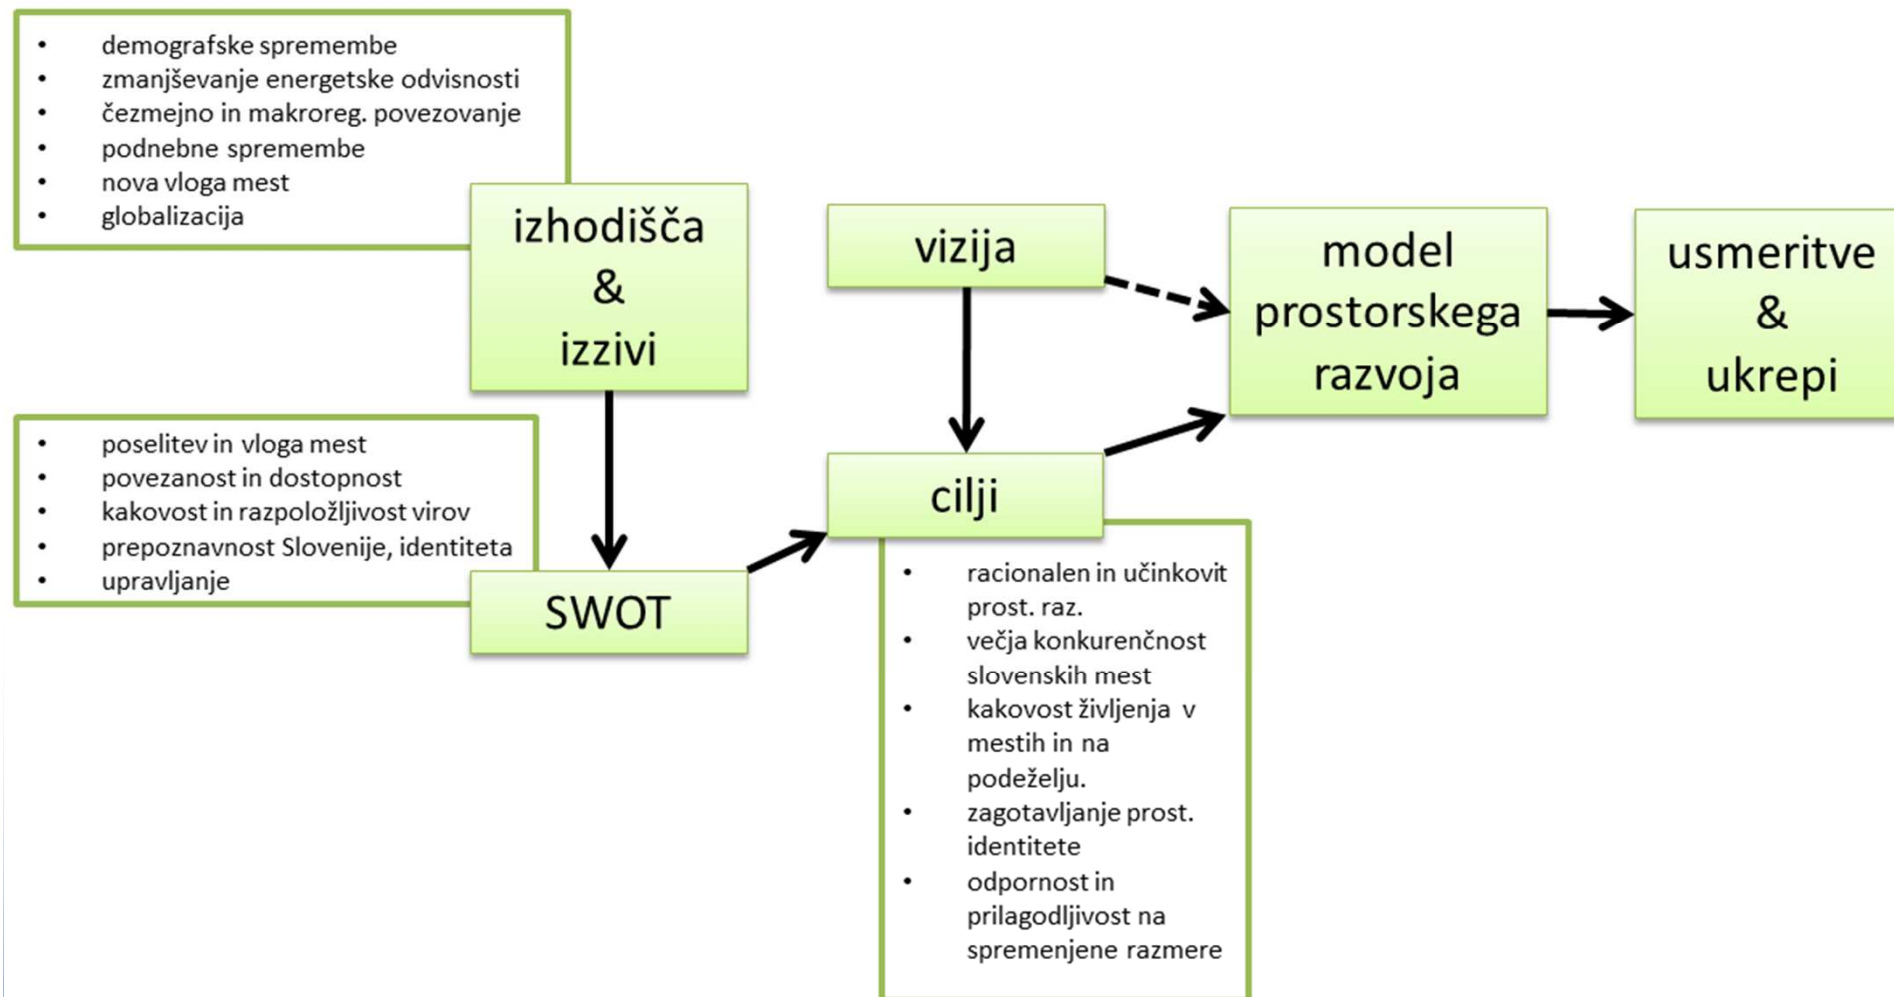 • demografske spremembe
• zmanjševanje energetske odvisnosti
• čezmejno in makroreg. povezovanje
• podnebne spremembe
• nova vloga mest
• globalizacija
izhodišča
&
izzivi
• poselitev in vloga mest
• povezanost in dostopnost
• kakovost in razpoložljivost virov
• prepoznavnost Slovenije, identiteta
• upravljanje
SWOT
vizija
cilji
• racionalen in učinkovit
prost. raz.
• večja konkurenčnost
slovenskih mest
• kakovost življenja v
mestih in na
podeželju.
• zagotavljanje prost.
identitete
• odpornost in
prilagodljivost na
spremenjene razmere
model
prostorskega
razvoja
usmeritve
&
ukrepi